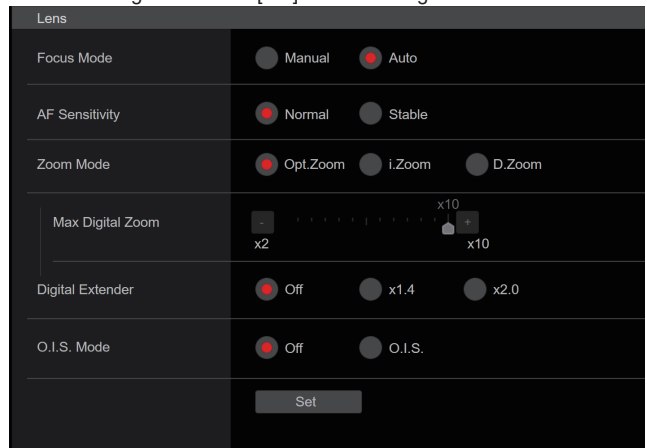 Lens
Focus Mode Manual Auto
AF Sensitivity Normal Stable
Zoom Mode Opt.Zoom i.Zoom D.Zoom
x10
Max Digital Zoom - +
x2 x10
Digital Extender Off x1.4 x2.0
O.I.S. Mode Off O.I.S.
Set